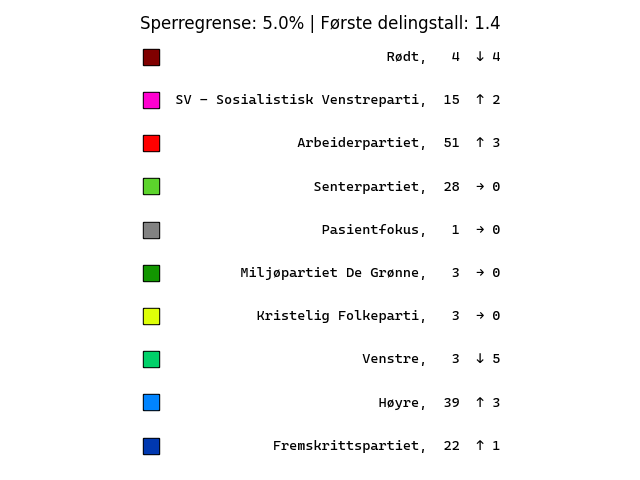 Sperregrense: 5.0% | Første delingstall: 1.4
Rødt, 4 ↓ 4
SV – Sosialistisk Venstreparti, 15 ↑ 2
Arbeiderpartiet, 51 ↑ 3
Senterpartiet, 28 → 0
Pasientfokus, 1 → 0
Miljøpartiet De Grønne, 3 → 0
Kristelig Folkeparti, 3 → 0
Venstre, 3 ↓ 5
Høyre, 39 ↑ 3
Fremskrittspartiet, 22 ↑ 1